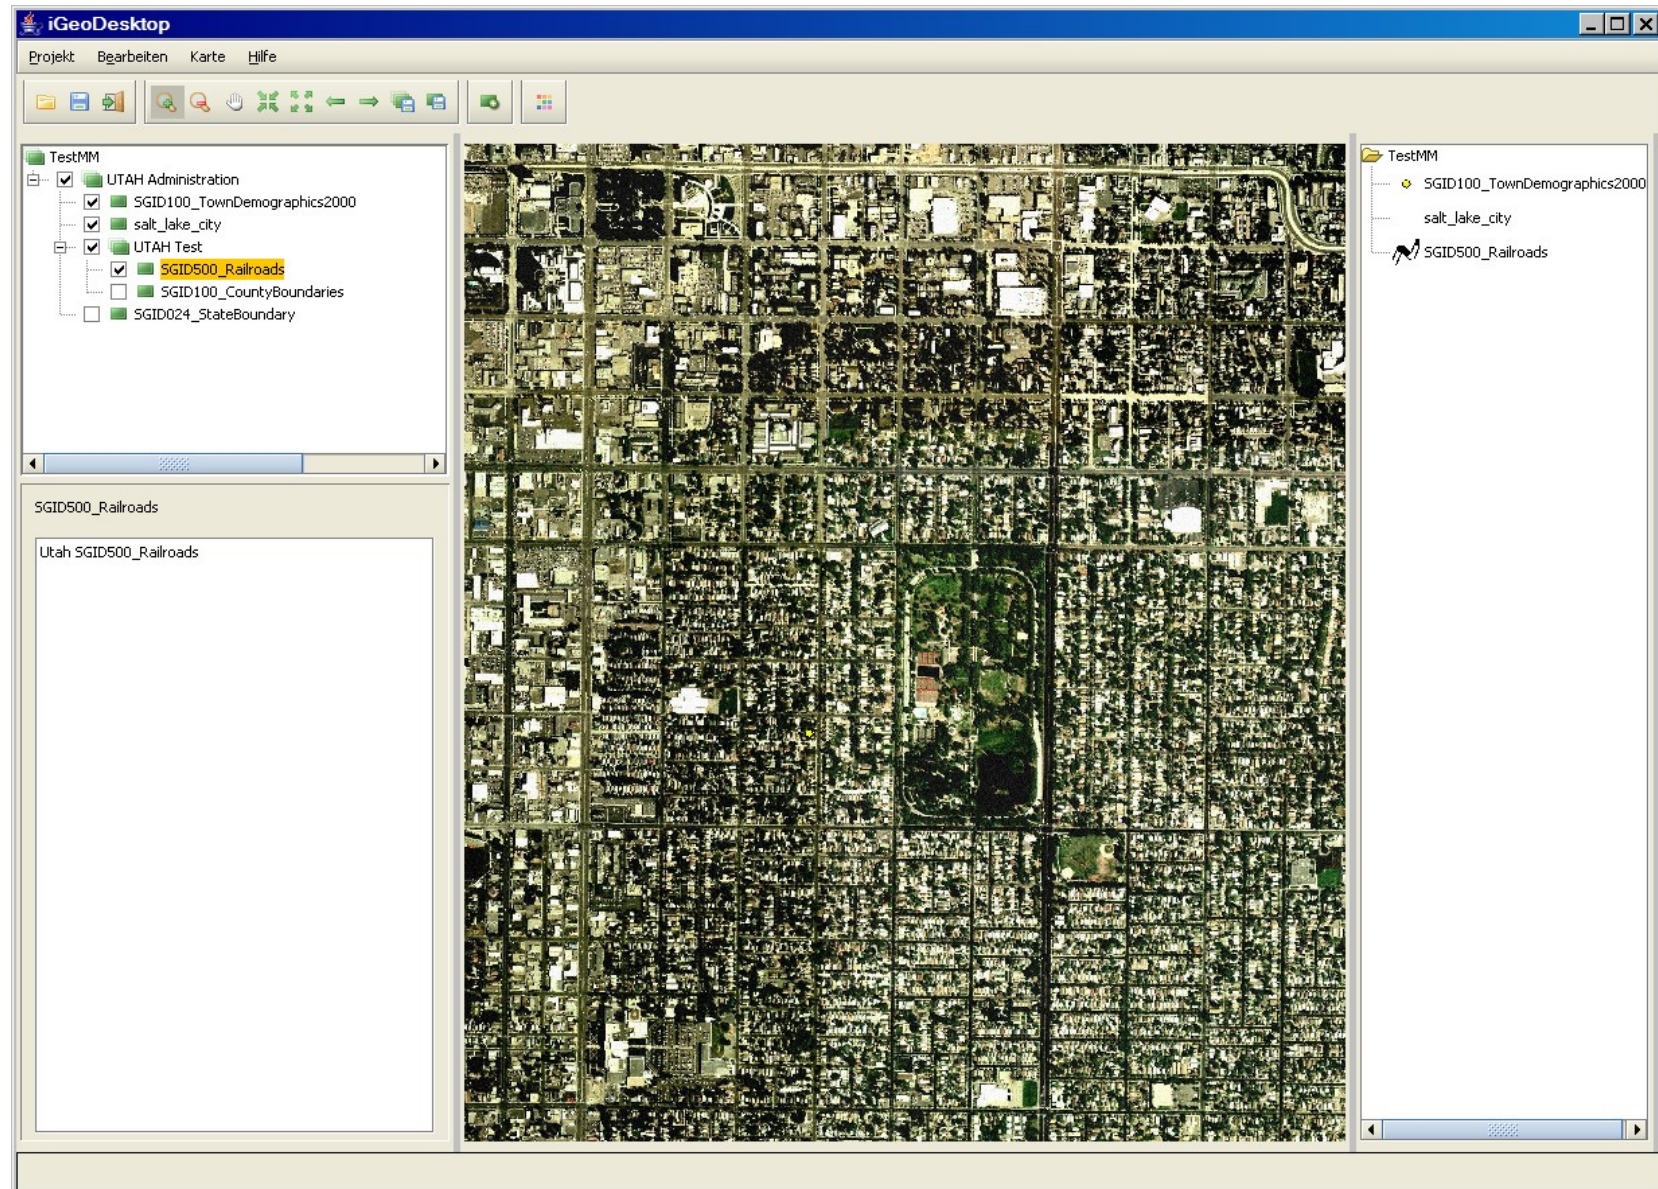 iGeoDesktop
Projekt Bearbeiten Karte Hilfe
TestMM
UTAH Administration
SGID100_TownDemographics2000
salt_lake_city
UTAH Test
SGID500_Railroads
SGID100_CountyBoundaries
SGID024_StateBoundary
SGID500_Railroads
Utah SGID500_Railroads
TestMM
SGID100_TownDemographics2000
salt_lake_city
SGID500_Railroads